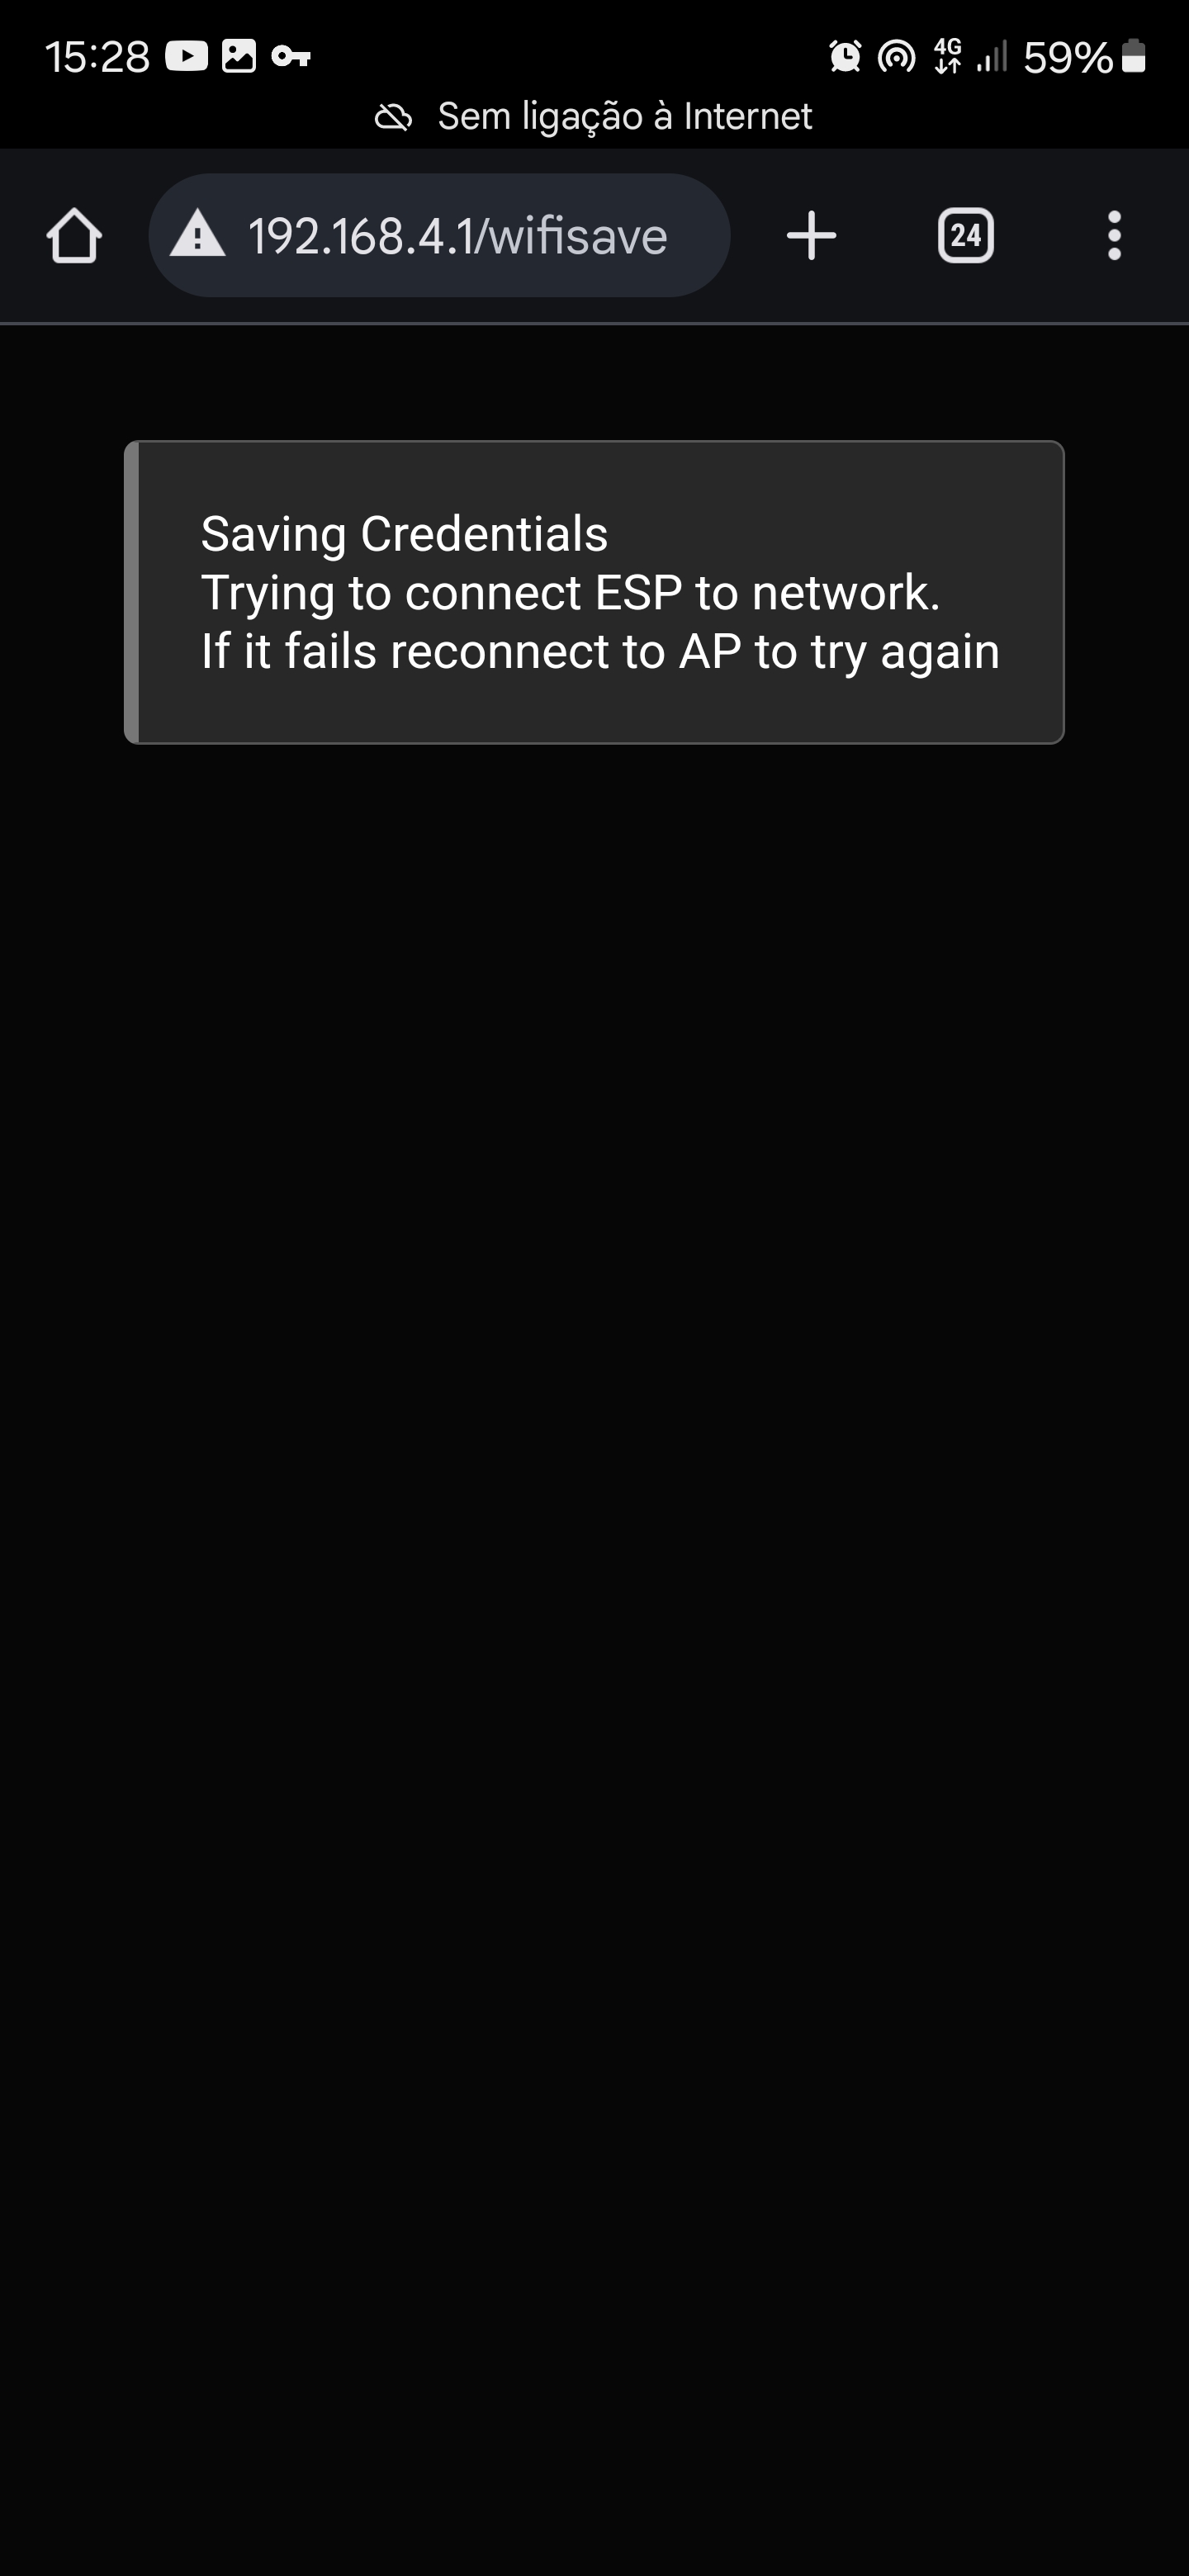 15:28
4G
59%
Sem ligação à Internet
192.168.4.1/wifisave
24
Saving Credentials
Trying to connect ESP to network.
If it fails reconnect to AP to try again